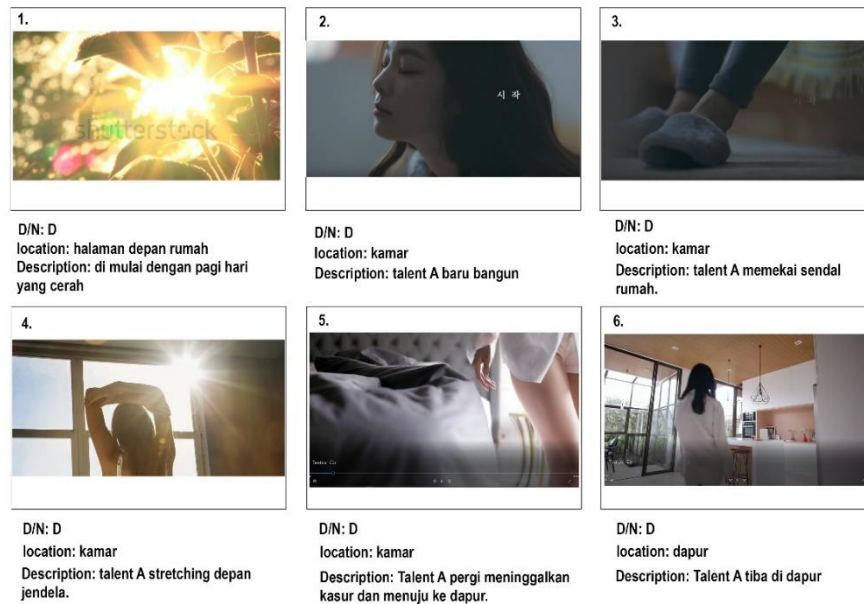 1.
shutterstock
D/N: D
location: halaman depan rumah
Description: di mulai dengan pagi hari
yang cerah
2.
시 작
D/N: D
location: kamar
Description: talent A baru bangun
3.
D/N: D
location: kamar
Description: talent A memekai sendal
rumah.
4.
D/N: D
location: kamar
Description: talent A stretching depan
jendela.
5.
D/N: D
location: kamar
Description: Talent A pergi meninggalkan
kasur dan menuju ke dapur.
6.
D/N: D
location: dapur
Description: Talent A tiba di dapur